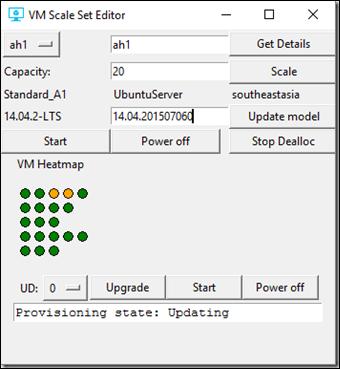 VM Scale Set Editor
ah1 ah1 Get Details
Capacity: 20 Scale
Standard_A1 UbuntuServer southeastasia
14.04.2-LTS 14.04.201507060 Update model
Start Power off Stop Dealloc
VM Heatmap
UD: 0 Upgrade Start Power off
Provisioning state: Updating